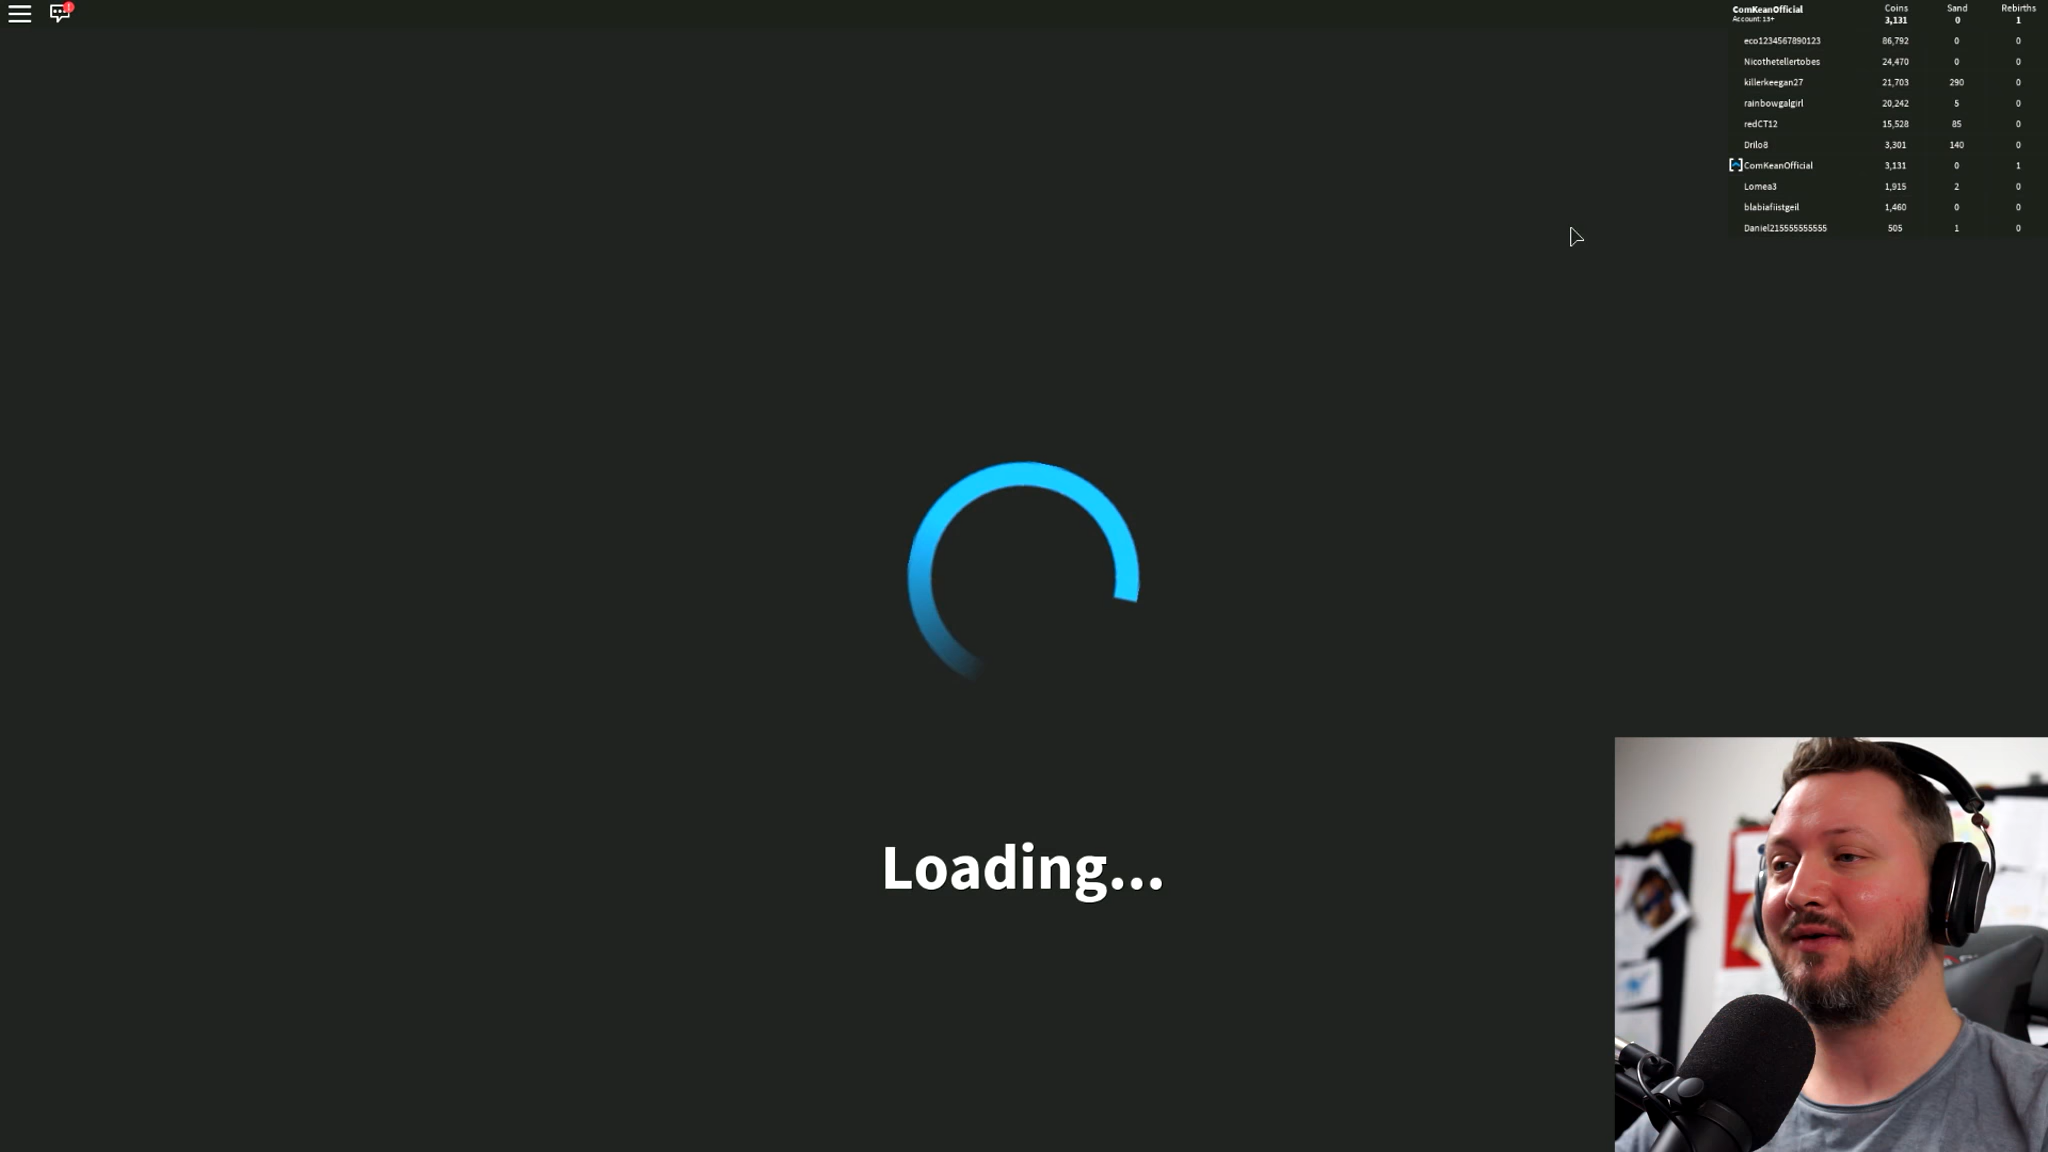 ComKeanOfficial Coins Sand Rebirths
Account: 13+ 3,131 0 1
eco1234567890123 86,792 0 0
Nicothetellertobes 24,470 0 0
killerkeegan27 21,703 290 0
rainbowgalgirl 20,242 5 0
redCT12 15,528 85 0
Drilo8 3,301 140 0
ComKeanOfficial 3,131 0 1
Lomea3 1,915 2 0
blabiafiistgeil 1,460 0 0
Daniel215555555555 505 1 0
Loading...